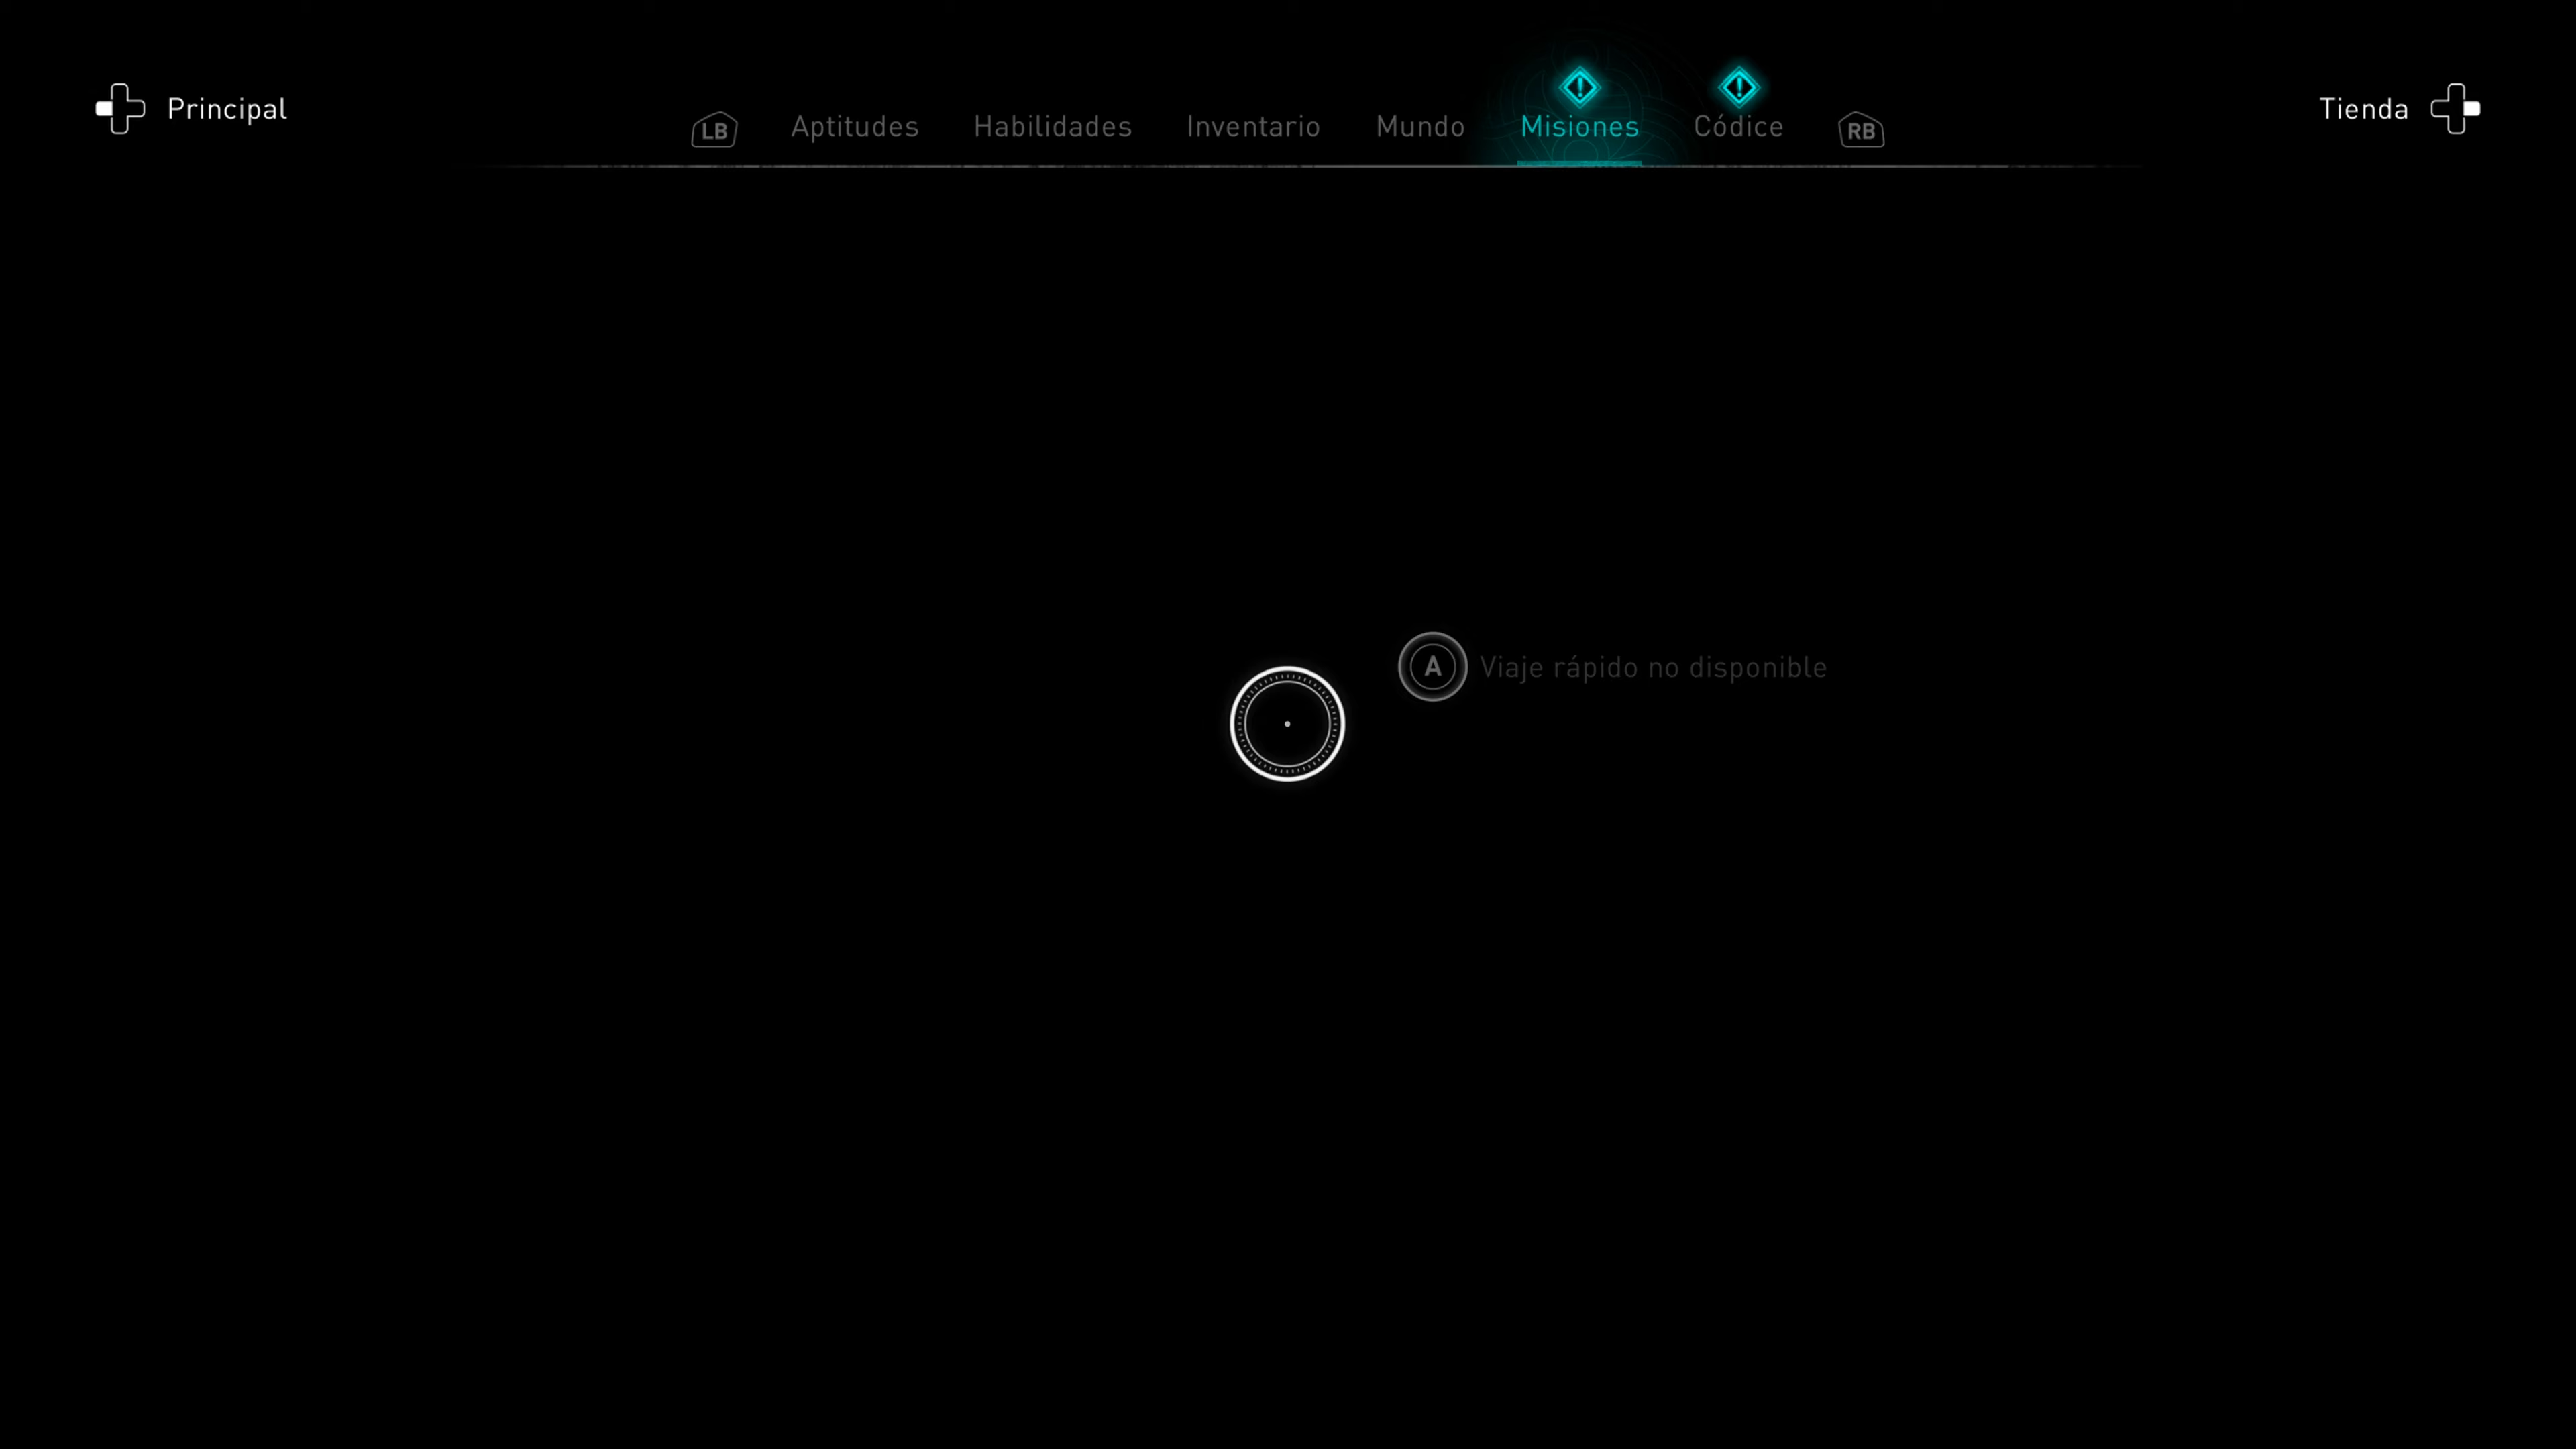 Principal
LB Aptitudes Habilidades Inventario Mundo Misiones Códice RB
Tienda
A Viaje rápido no disponible